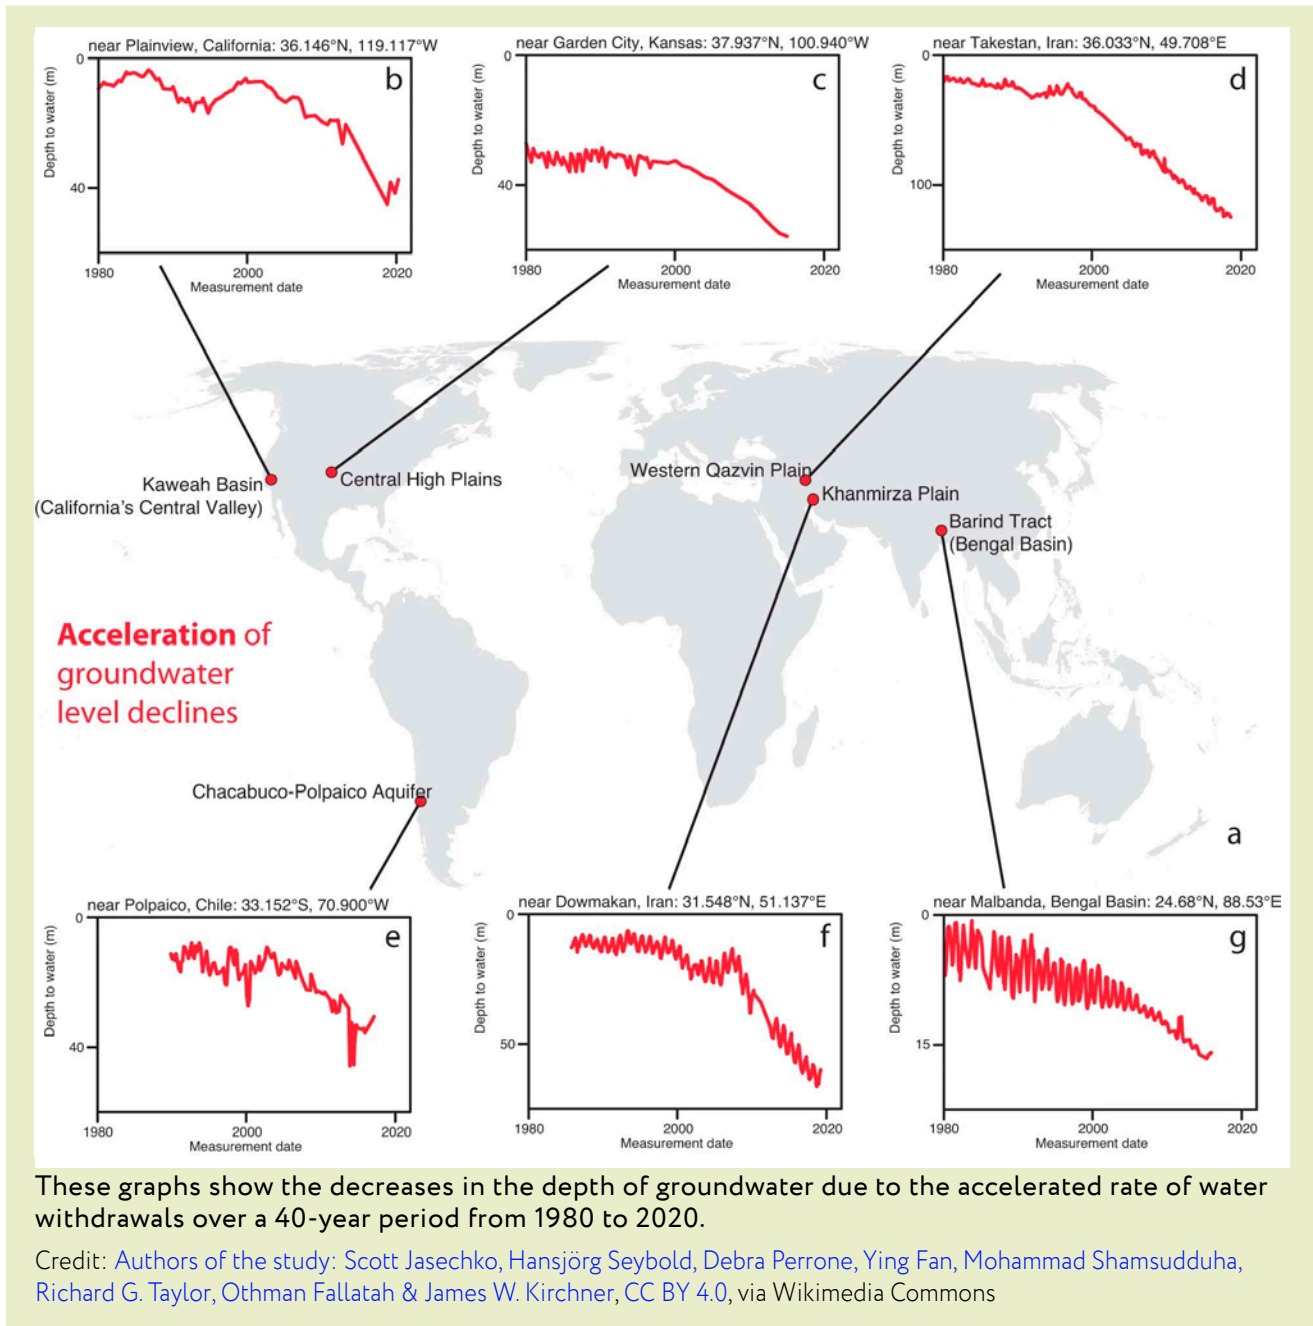 near Plainview, California: 36.146°N, 119.117°W
b
Depth to water (m)
0
40
1980
2000
2020
Measurement date
near Garden City, Kansas: 37.937°N, 100.940°W
c
Depth to water (m)
0
40
1980
2000
2020
Measurement date
near Takestan, Iran: 36.033°N, 49.708°E
d
Depth to water (m)
0
100
1980
2000
2020
Measurement date
Kaweah Basin
(California's Central Valley)
Central High Plains
Western Qazvin Plain
Khanmirza Plain
Barind Tract
(Bengal Basin)
Acceleration of
groundwater
level declines
Chacabuco-Polpaico Aquifer
a
near Polpaico, Chile: 33.152°S, 70.900°W
e
Depth to water (m)
0
40
1980
2000
2020
Measurement date
near Dowmakan, Iran: 31.548°N, 51.137°E
f
Depth to water (m)
0
50
1980
2000
2020
Measurement date
near Malbanda, Bengal Basin: 24.68°N, 88.53°E
g
Depth to water (m)
0
15
1980
2000
2020
Measurement date
These graphs show the decreases in the depth of groundwater due to the accelerated rate of water
withdrawals over a 40-year period from 1980 to 2020.
Credit: Authors of the study: Scott Jasechko, Hansjörg Seybold, Debra Perrone, Ying Fan, Mohammad Shamsudduha,
Richard G. Taylor, Othman Fallatah & James W. Kirchner, CC BY 4.0, via Wikimedia Commons